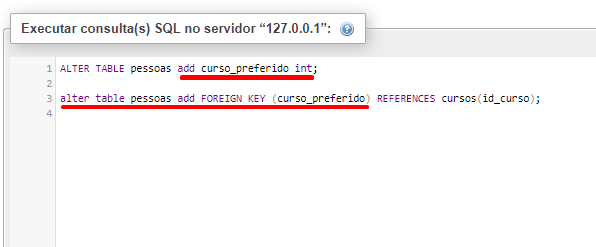 Executar consulta(s) SQL no servidor “127.0.0.1”:
1 ALTER TABLE pessoas add curso_preferido int;
2
3 alter table pessoas add FOREIGN KEY (curso_preferido) REFERENCES cursos(id_curso);
4